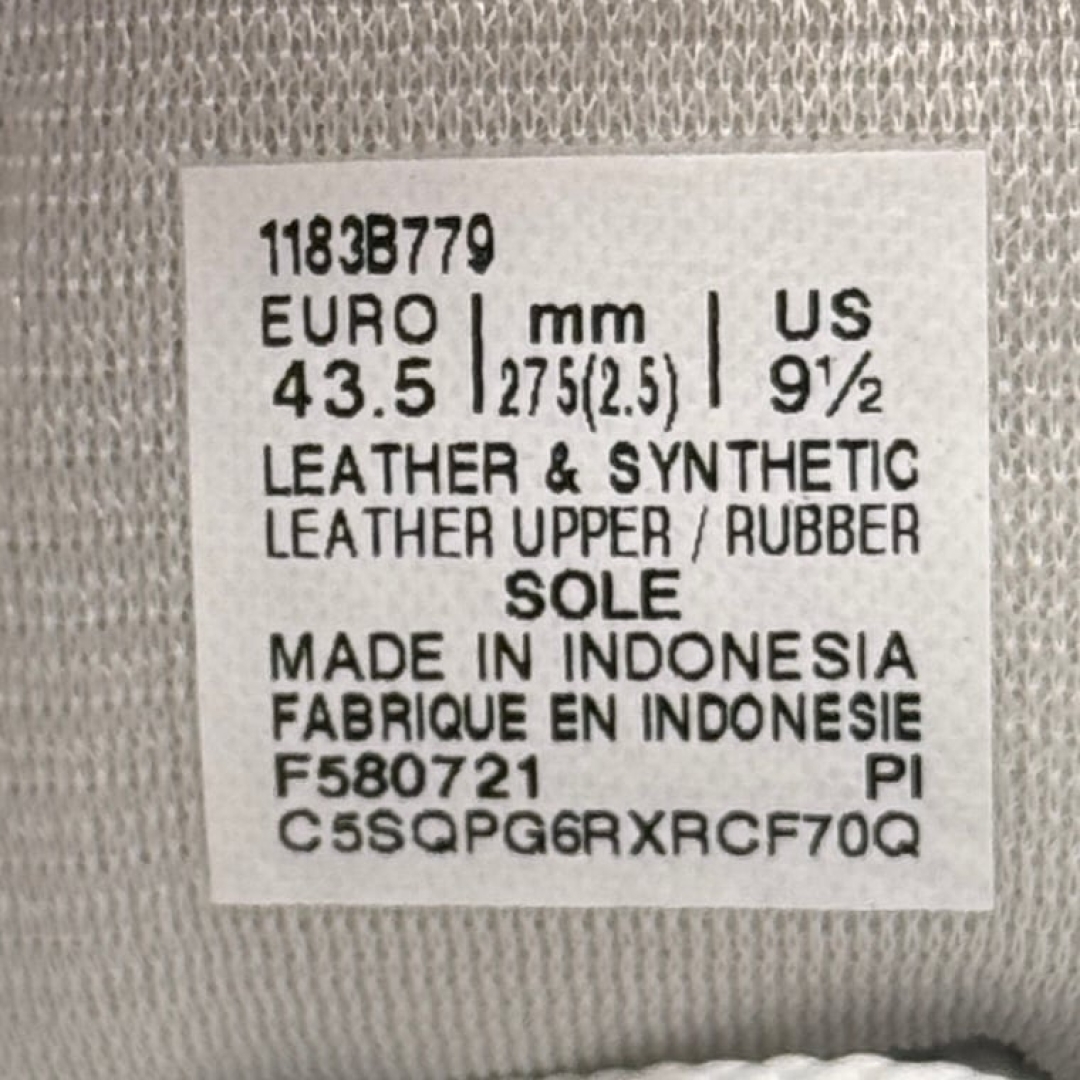 1183B779
EURO | mm | US
43.5 | 275(2.5) | 9½
LEATHER & SYNTHETIC
LEATHER UPPER / RUBBER
SOLE
MADE IN INDONESIA
FABRIQUE EN INDONESIE
F580721 PI
C5SQPG6RXRCF70Q